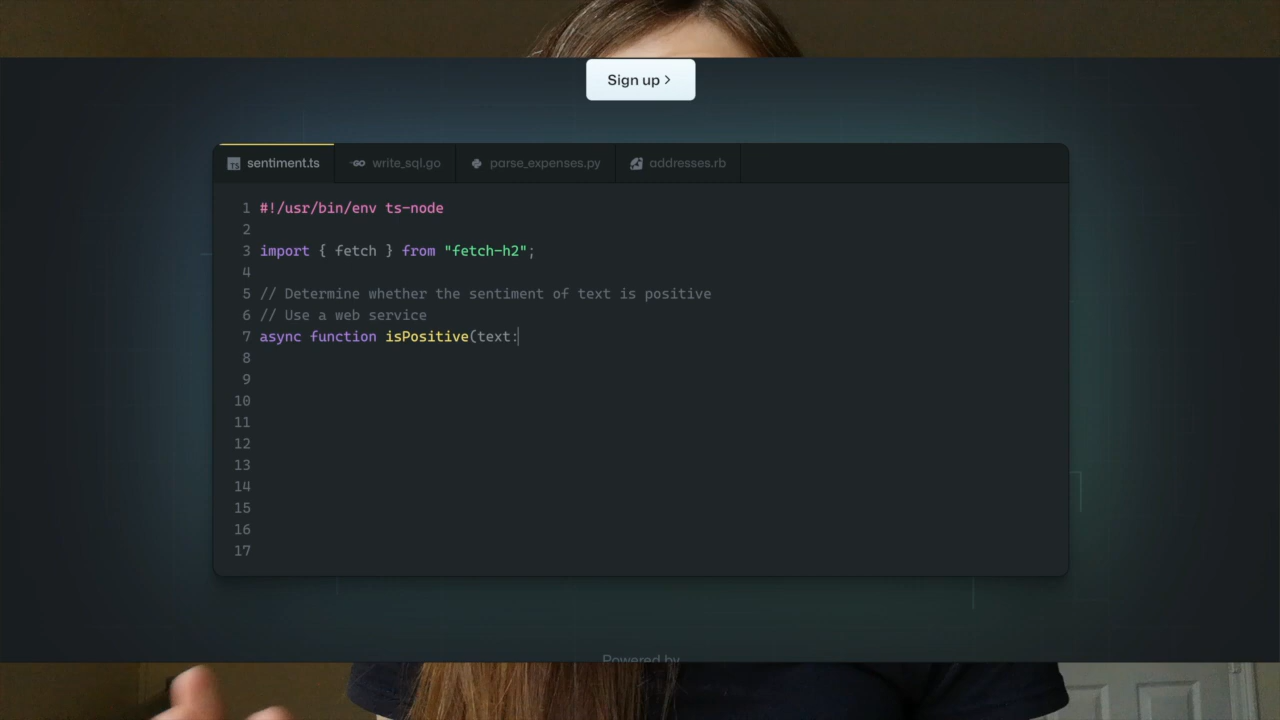 Sign up >
sentiment.ts write_sql.go parse_expenses.py addresses.rb
1 #!/usr/bin/env ts-node
2
3 import { fetch } from "fetch-h2";
4
5 // Determine whether the sentiment of text is positive
6 // Use a web service
7 async function isPositive(text:
8
9
10
11
12
13
14
15
16
17
Powered by